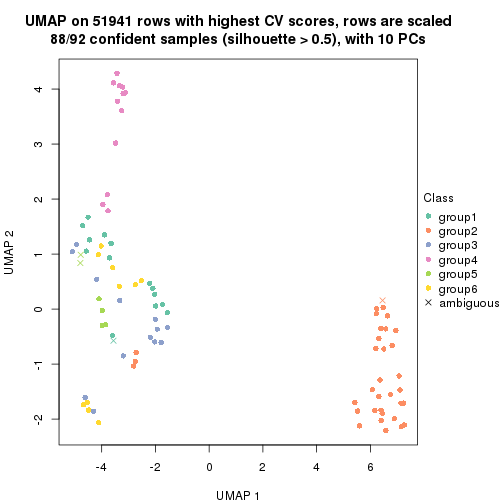 UMAP on 51941 rows with highest CV scores, rows are scaled
88/92 confident samples (silhouette > 0.5), with 10 PCs
4
3
2
1
0
-1
-2
UMAP 2
-4
-2
0
2
4
6
UMAP 1
Class
group1
group2
group3
group4
group5
group6
ambiguous